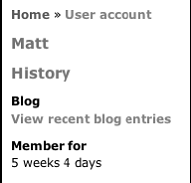 Home » User account
Matt
History
Blog
View recent blog entries
Member for
5 weeks 4 days